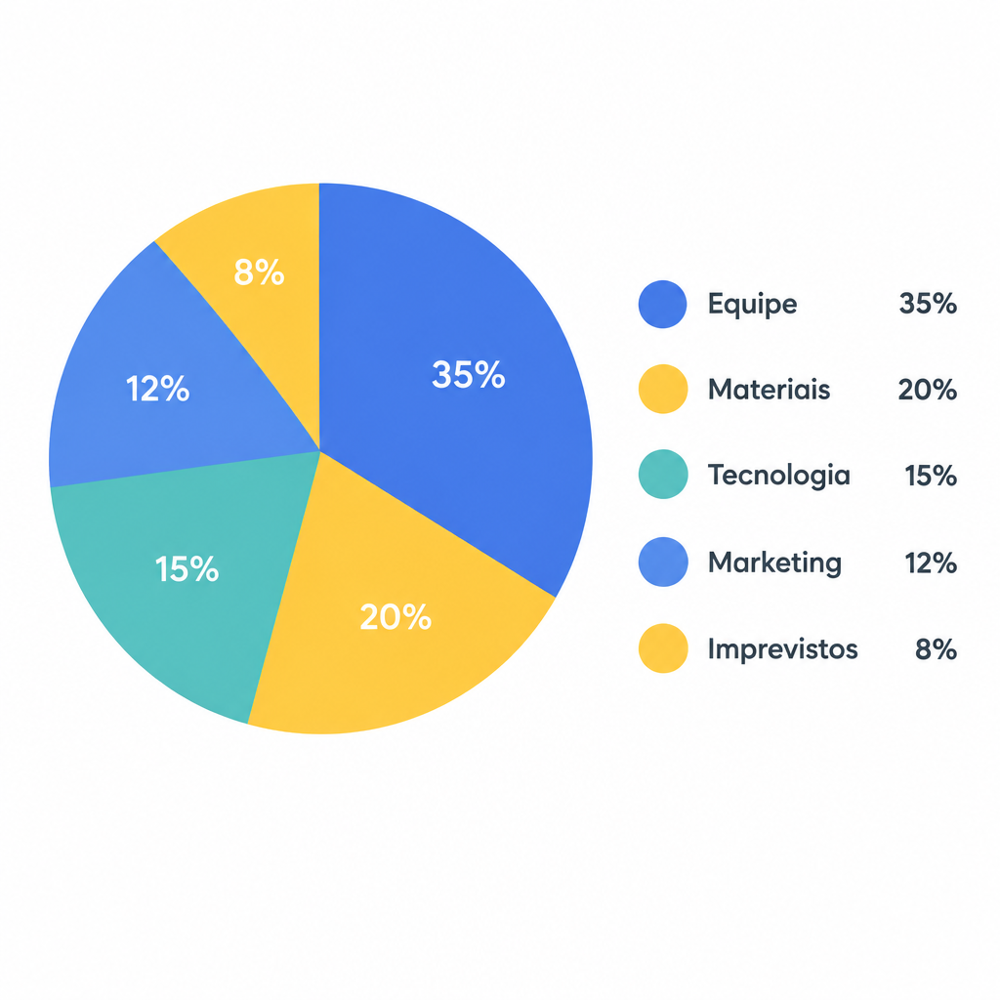 8%
35%
12%
15%
20%
Equipe 35%
Materiais 20%
Tecnologia 15%
Marketing 12%
Imprevistos 8%